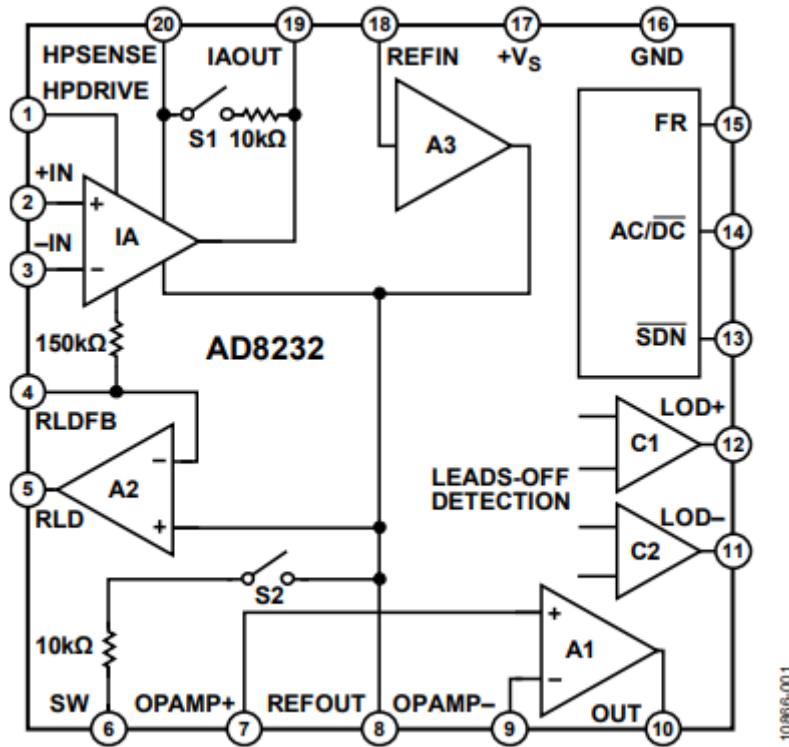 20
19
18
17
16
HPSENSE
IAOUT
REFIN
+VS
GND
HPDRIVE
1
S1
10kΩ
A3
FR
15
+IN
2
+
IA
AC/DC
14
–IN
3
–
150kΩ
AD8232
SDN
13
4
RLDFB
LOD+
C1
12
–
A2
5
RLD
LEADS-OFF
DETECTION
+
LOD–
C2
11
S2
10kΩ
+
A1
–
SW
OPAMP+
REFOUT
OPAMP–
OUT
6
7
8
9
10
10866-001